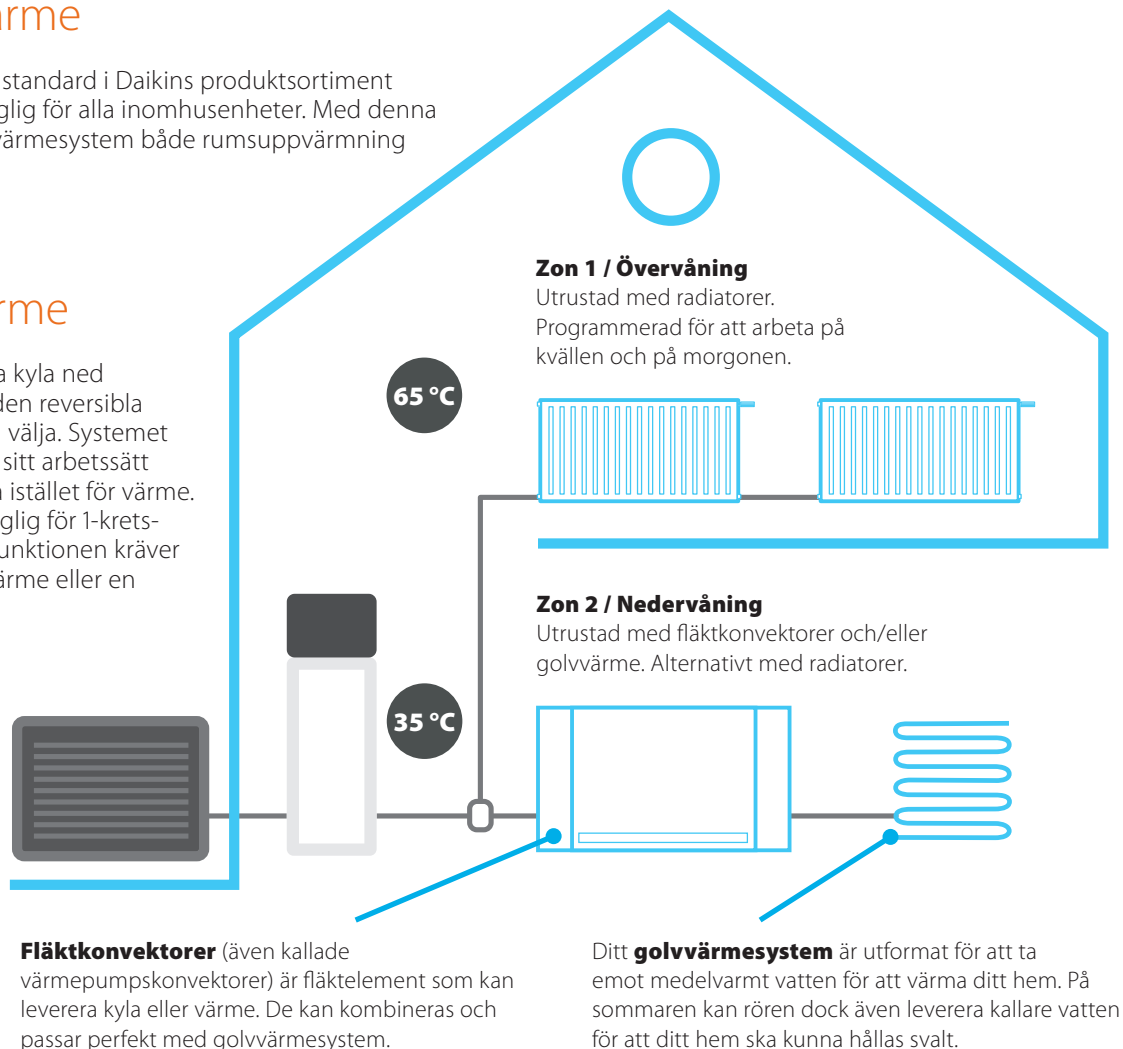 ärme
standard i Daikins produktsortiment
glig för alla inomhusenheter. Med denna
värmesystem både rumsuppvärmning
rme
a kyla ned
den reversibla
välja. Systemet
sitt arbetssätt
istället för värme.
glig för 1-krets-
unktionen kräver
ärme eller en
Zon 1 / Övervåning
Utrustad med radiatorer.
Programmerad för att arbeta på
kvällen och på morgonen.
65 °C
Zon 2 / Nedervåning
Utrustad med fläktkonvektorer och/eller
golvvärme. Alternativt med radiatorer.
35 °C
Fläktkonvektorer (även kallade
värmepumpskonvektorer) är fläktelement som kan
leverera kyla eller värme. De kan kombineras och
passar perfekt med golvvärmesystem.
Ditt golvvärmesystem är utformat för att ta
emot medelvarmt vatten för att värma ditt hem. På
sommaren kan rören dock även leverera kallare vatten
för att ditt hem ska kunna hållas svalt.